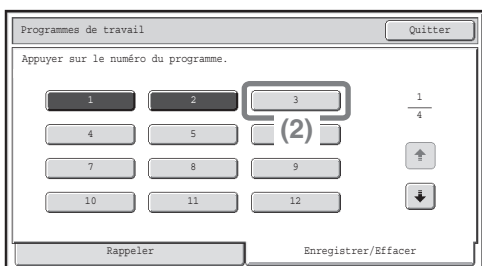 Programmes de travail Quitter
Appuyer sur le numéro du programme.
1 2 3 1
4
4 5 (2)
7 8 9
10 11 12
Rappeler Enregistrer/Effacer